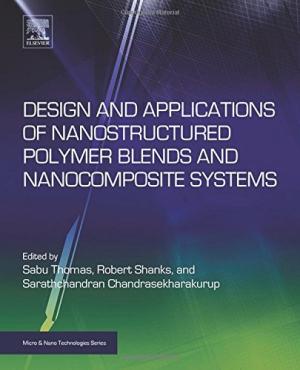 ELSEVIER
DESIGN AND APPLICATIONS
OF NANOSTRUCTURED
POLYMER BLENDS AND
NANOCOMPOSITE SYSTEMS
Edited by
Sabu Thomas, Robert Shanks, and
Sarathchandran Chandrasekharakurup
Micro & Nano Technologies Series